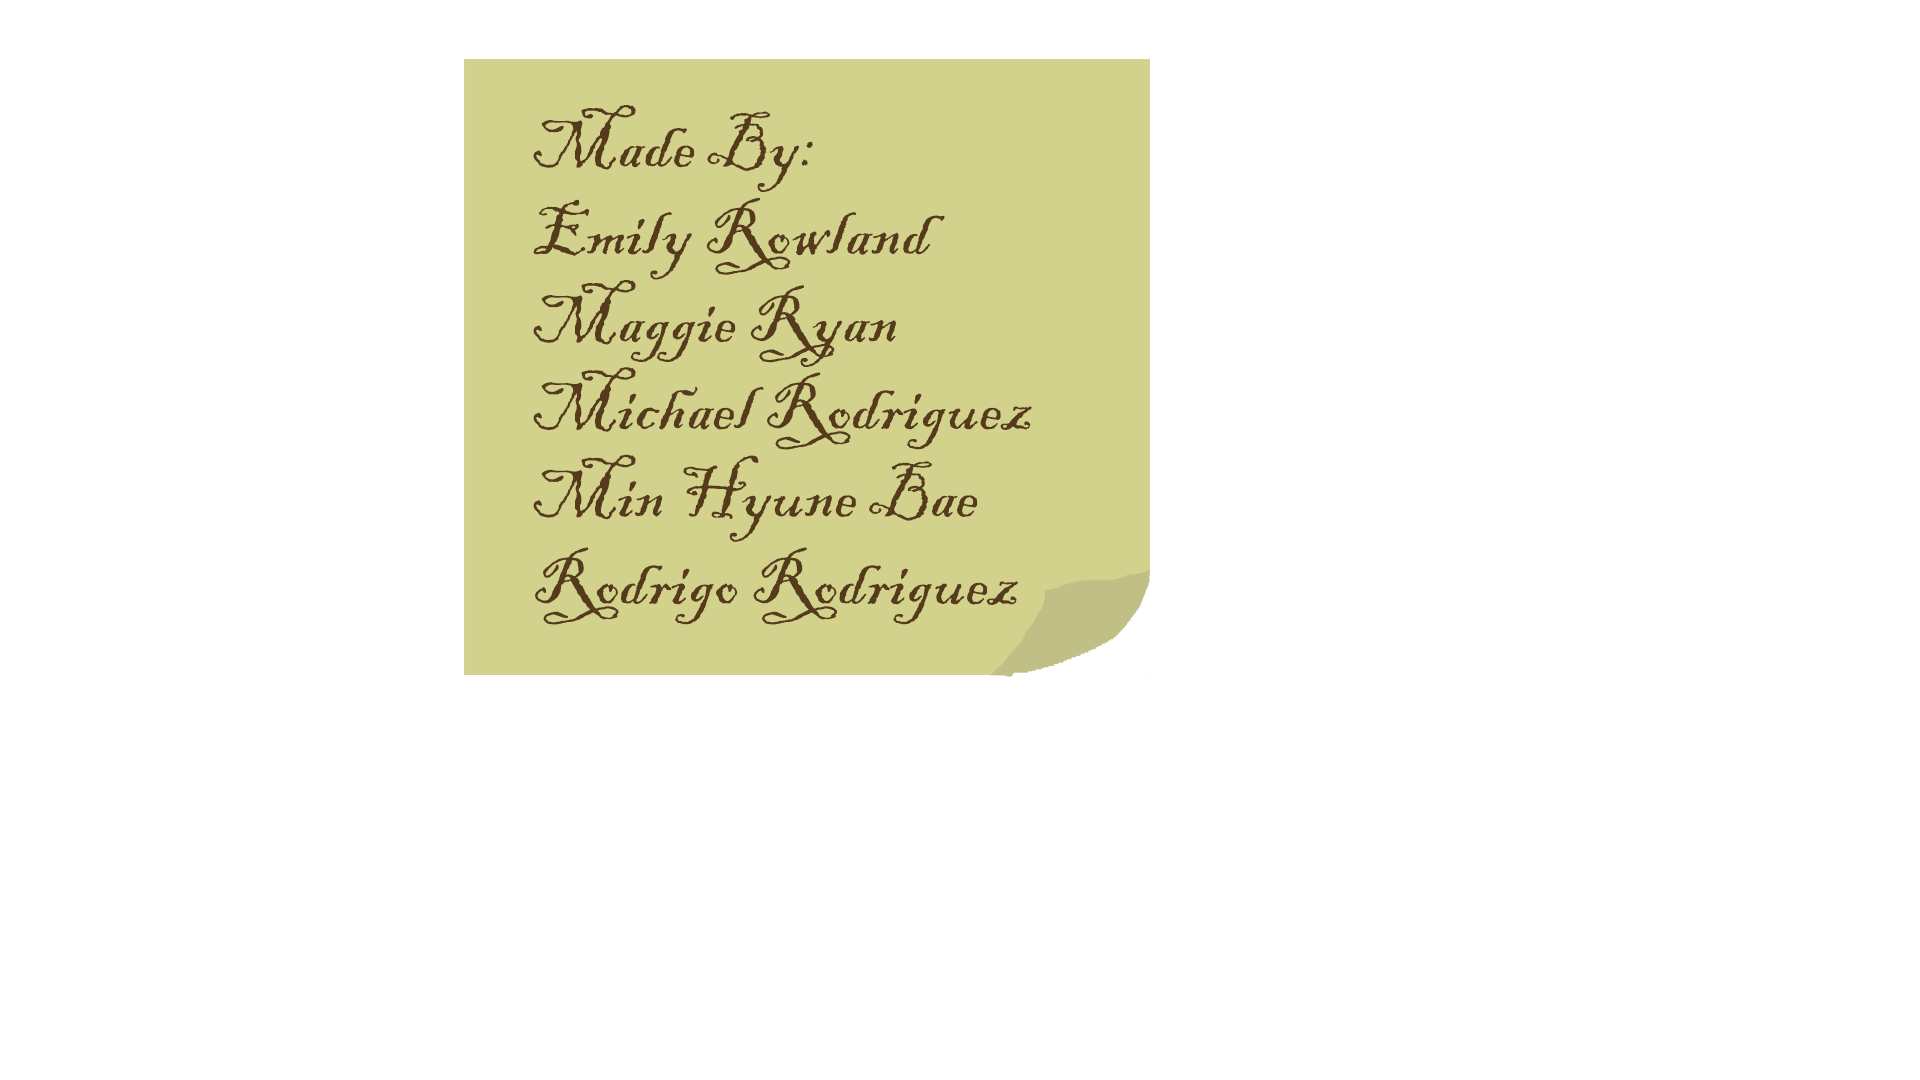 Made By:
Emily Rowland
Maggie Ryan
Michael Rodriguez
Min Hyune Bae
Rodrigo Rodriguez